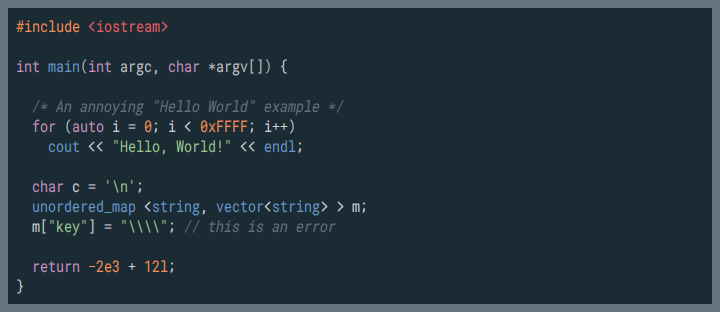 #include <iostream>
int main(int argc, char *argv[]) {
/* An annoying "Hello World" example */
for (auto i = 0; i < 0xFFFF; i++)
cout << "Hello, World!" << endl;
char c = '\n';
unordered_map <string, vector<string> > m;
m["key"] = "\\\\"; // this is an error
return -2e3 + 12l;
}